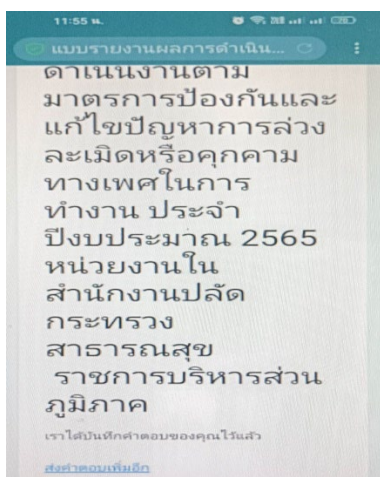 11:55 น.
แบบรายงานผลการดำเนิน...
ดำเนินงานตาม
มาตรการป้องกันและ
แก้ไขปัญหาการล่วง
ละเมิดหรือคุกคาม
ทางเพศในการ
ทำงาน ประจำ
ปีงบประมาณ 2565
หน่วยงานใน
สำนักงานปลัด
กระทรวง
สาธารณสุข
ราชการบริหารส่วน
ภูมิภาค
เราได้บันทึกคำตอบของคุณไว้แล้ว
ส่งคำตอบเพิ่มอีก